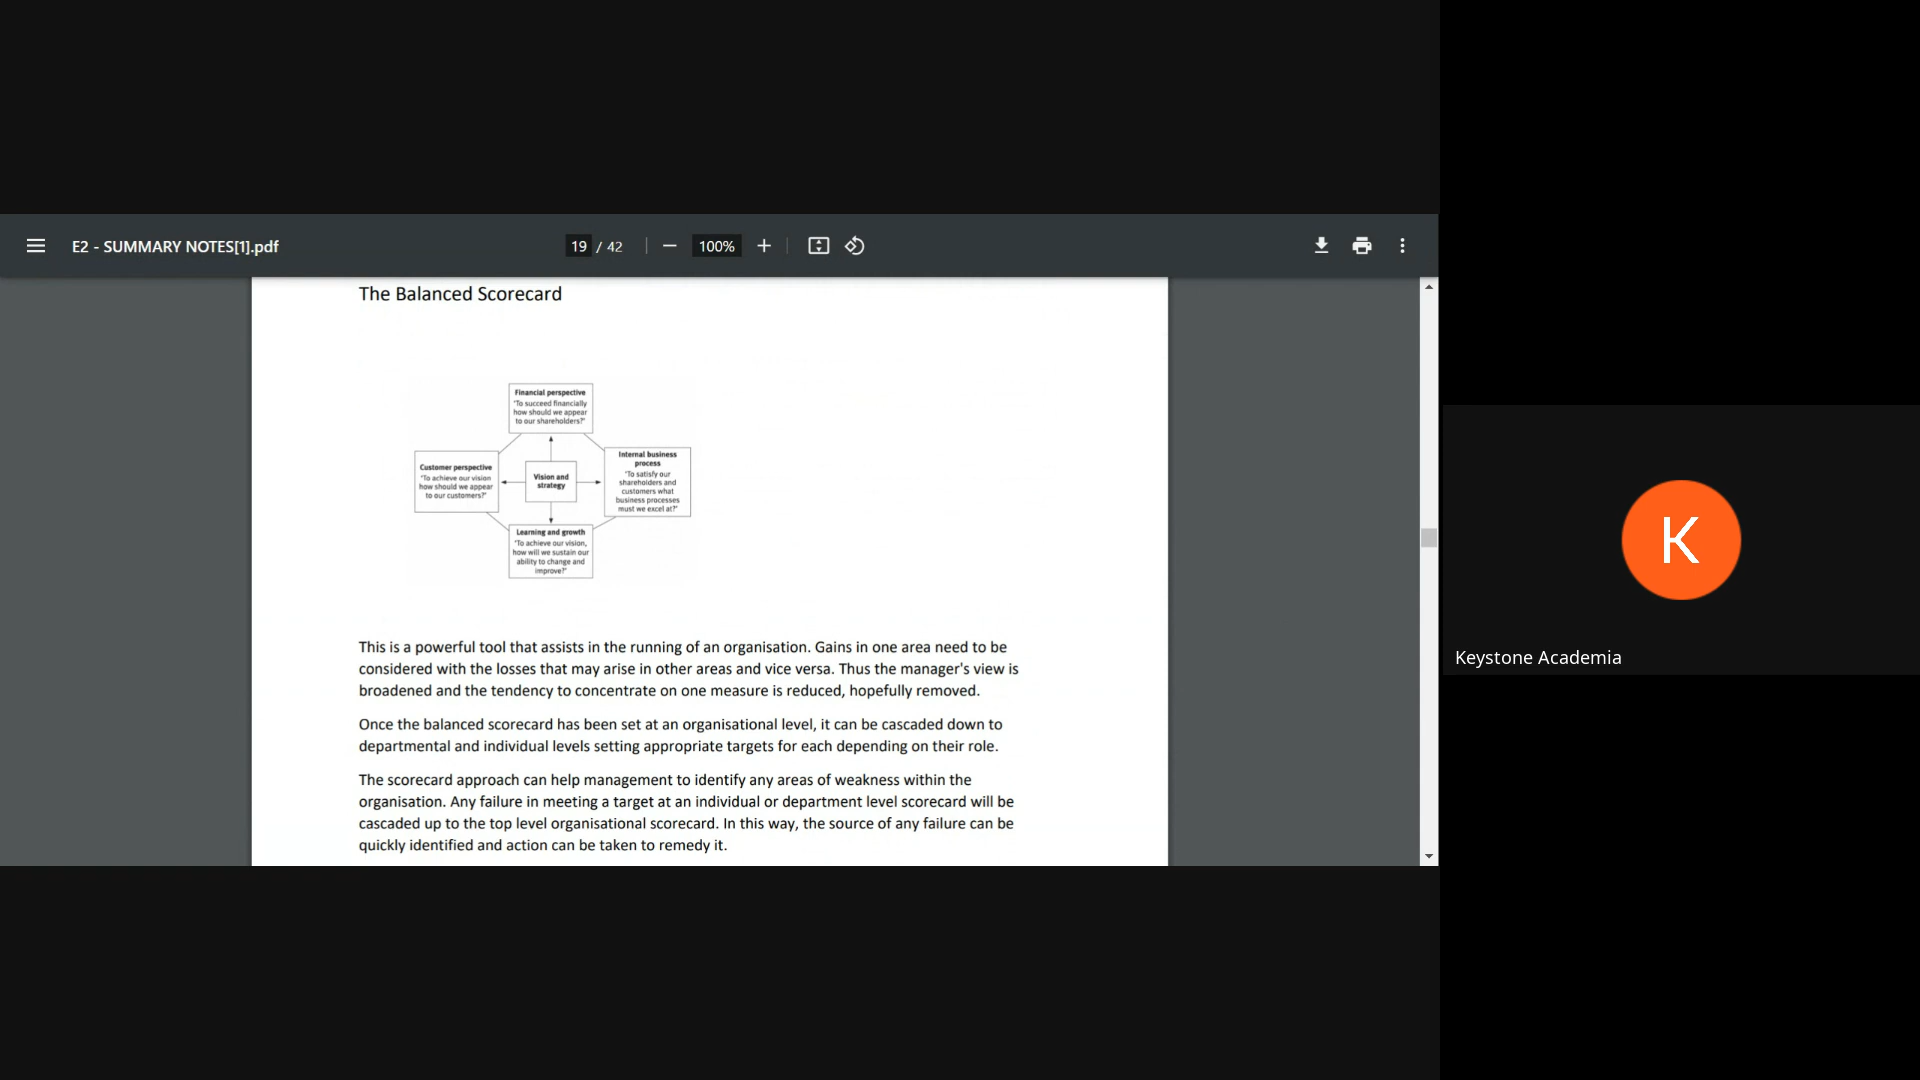 E2 - SUMMARY NOTES[1].pdf
19 / 42
100%
The Balanced Scorecard
Financial perspective
'To succeed financially
how should we appear
to our shareholders?'
Customer perspective
'To achieve our vision
how should we appear
to our customers?'
Vision and
strategy
Internal business
process
'To satisfy our
shareholders and
customers what
business processes
must we excel at?'
Learning and growth
'To achieve our vision,
how will we sustain our
ability to change and
improve?'
This is a powerful tool that assists in the running of an organisation. Gains in one area need to be
considered with the losses that may arise in other areas and vice versa. Thus the manager's view is
broadened and the tendency to concentrate on one measure is reduced, hopefully removed.
Once the balanced scorecard has been set at an organisational level, it can be cascaded down to
departmental and individual levels setting appropriate targets for each depending on their role.
The scorecard approach can help management to identify any areas of weakness within the
organisation. Any failure in meeting a target at an individual or department level scorecard will be
cascaded up to the top level organisational scorecard. In this way, the source of any failure can be
quickly identified and action can be taken to remedy it.
K
Keystone Academia